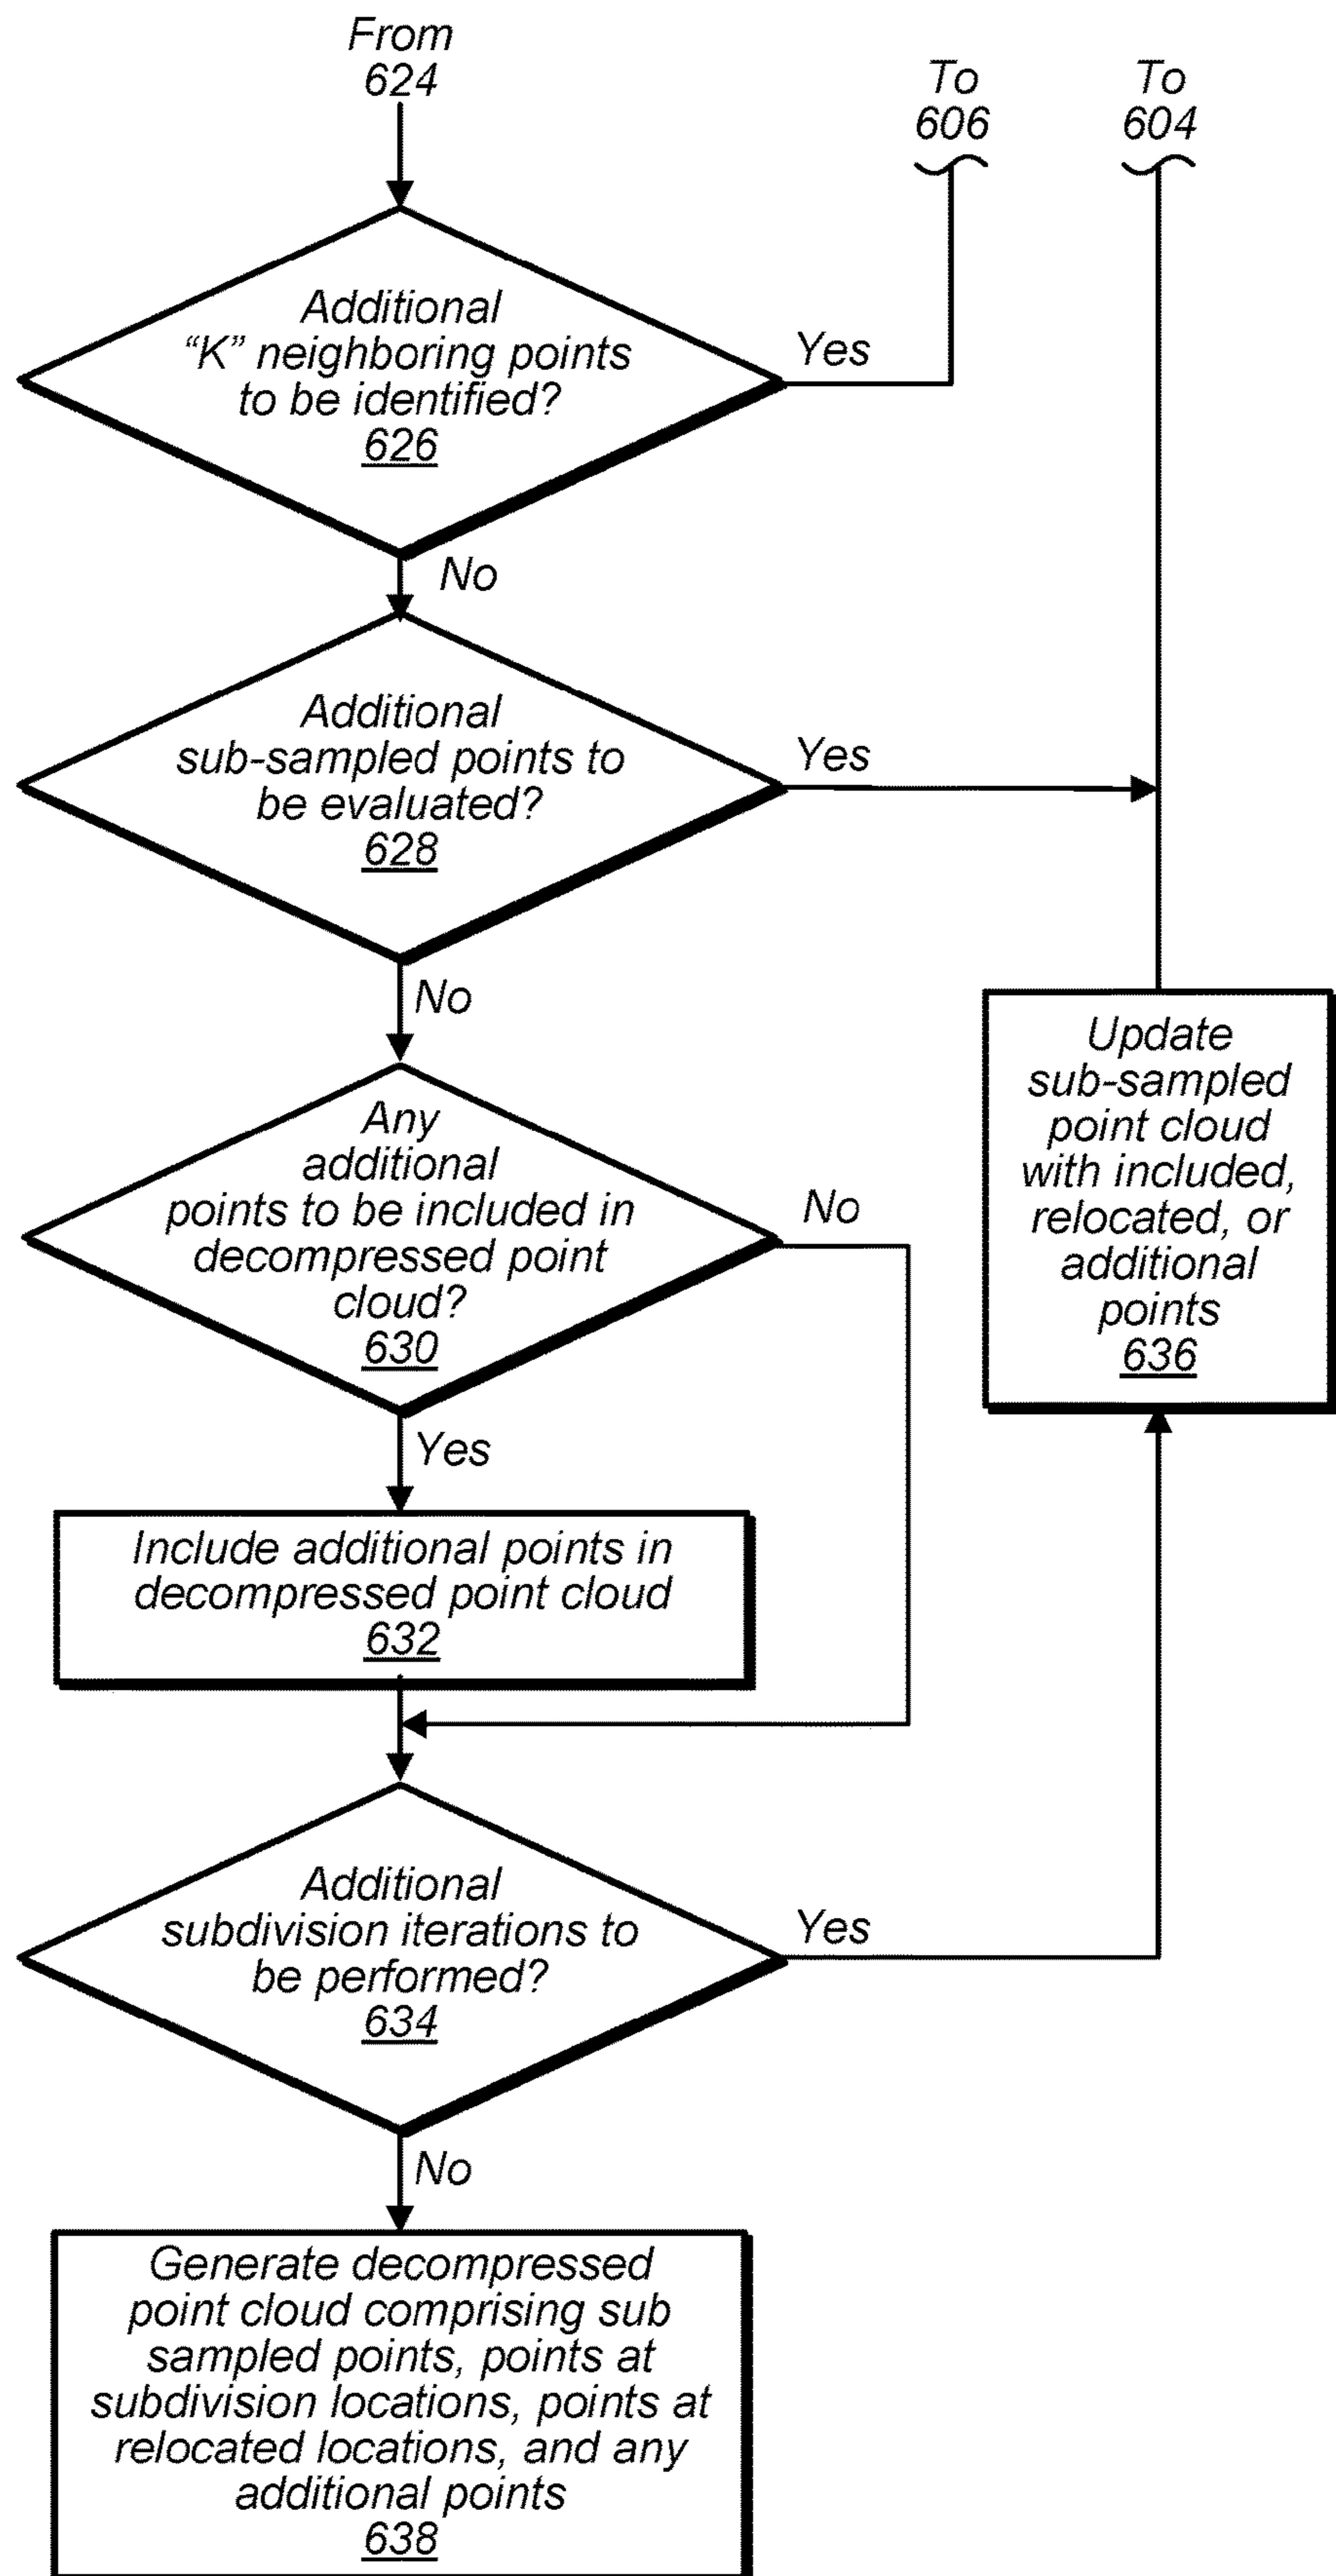 From
624
To
606
To
604
Additional
“K” neighboring points
to be identified?
626
Yes
No
Additional
sub-sampled points to
be evaluated?
628
Yes
No
Any
additional
points to be included in
decompressed point
cloud?
630
No
Yes
Update
sub-sampled
point cloud
with included,
relocated, or
additional
points
636
Include additional points in
decompressed point cloud
632
Additional
subdivision iterations to
be performed?
634
Yes
No
Generate decompressed
point cloud comprising sub
sampled points, points at
subdivision locations, points at
relocated locations, and any
additional points
638